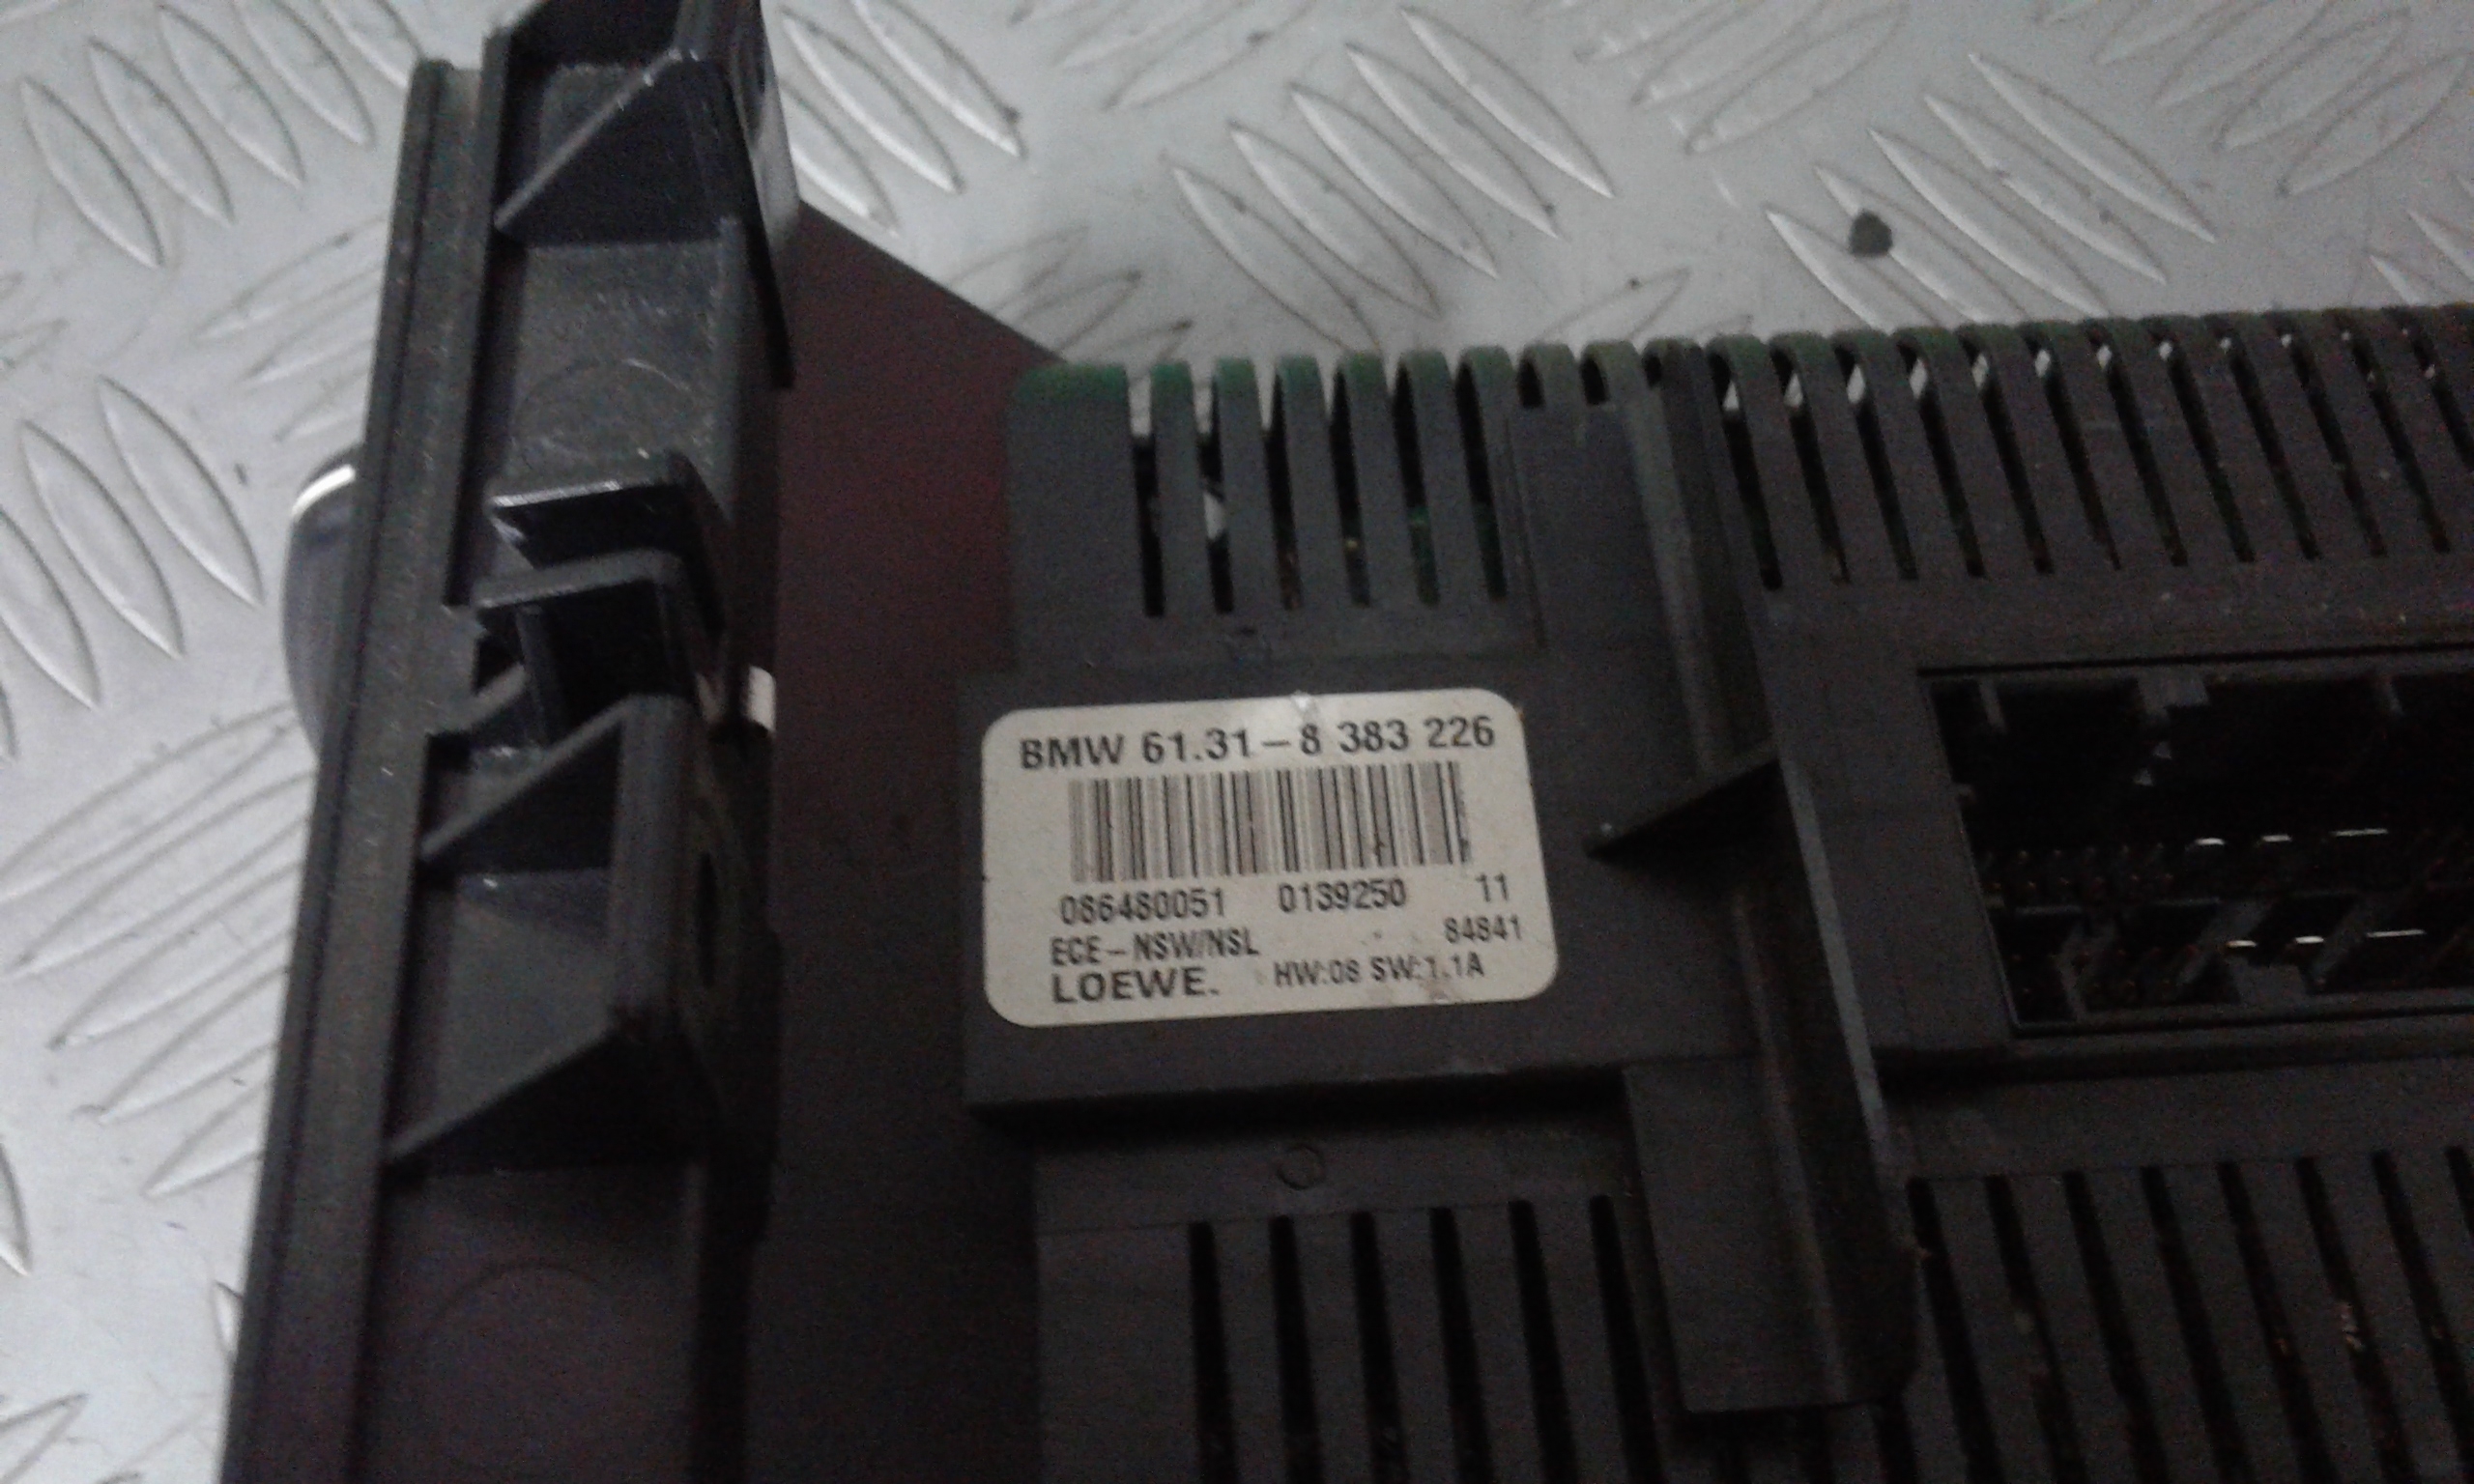 BMW 61.31-8 383 226
086480051 0139250 11
ECE-NSW/NSL 84841
LOEWE. HW:08 SW:1.1A